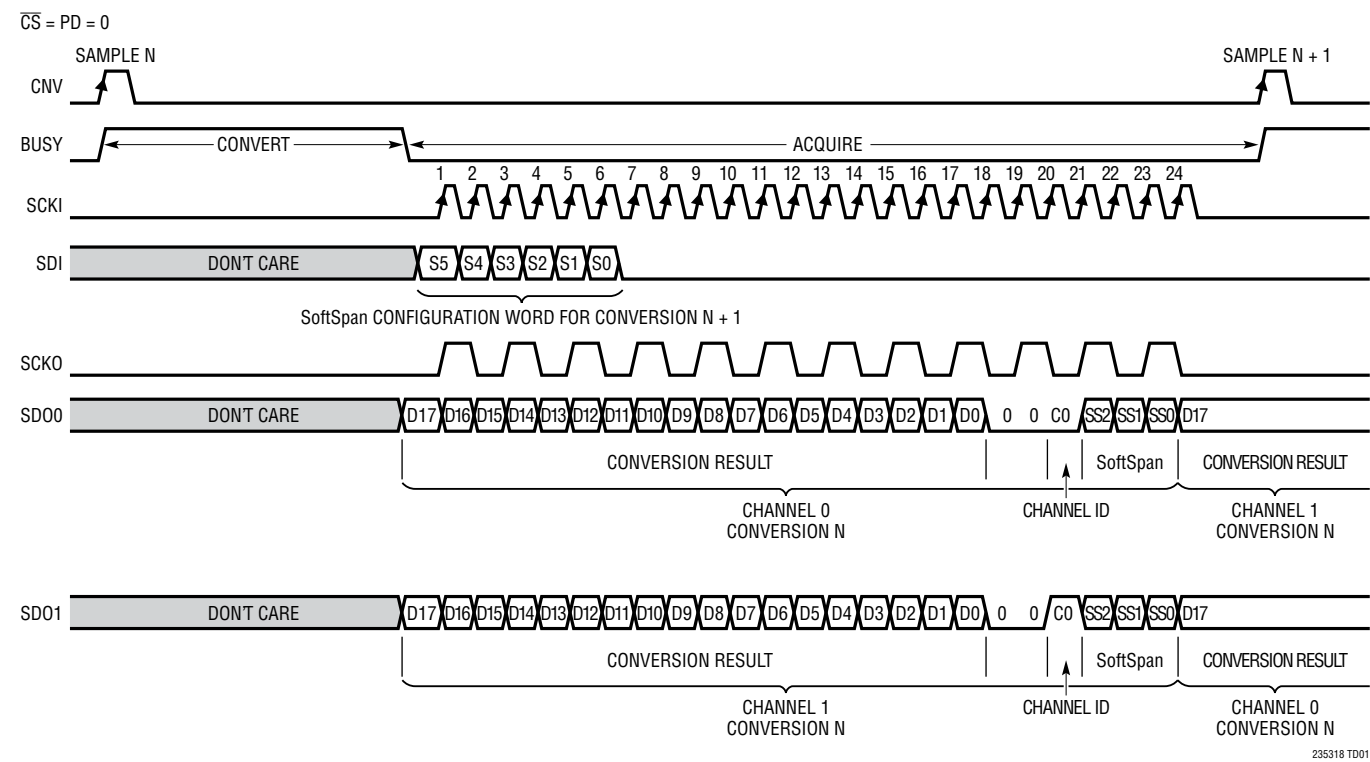 CS = PD = 0
SAMPLE N SAMPLE N + 1
CNV
BUSY CONVERT ACQUIRE
1 2 3 4 5 6 7 8 9 10 11 12 13 14 15 16 17 18 19 20 21 22 23 24
SCKI
SDI DON'T CARE S5 S4 S3 S2 S1 S0
SoftSpan CONFIGURATION WORD FOR CONVERSION N + 1
SCKO
SDO0 DON'T CARE D17 D16 D15 D14 D13 D12 D11 D10 D9 D8 D7 D6 D5 D4 D3 D2 D1 D0 0 0 C0 SS2 SS1 SS0 D17
CONVERSION RESULT SoftSpan CONVERSION RESULT
CHANNEL 0 CHANNEL ID CHANNEL 1
CONVERSION N CONVERSION N
SDO1 DON'T CARE D17 D16 D15 D14 D13 D12 D11 D10 D9 D8 D7 D6 D5 D4 D3 D2 D1 D0 0 0 C0 SS2 SS1 SS0 D17
CONVERSION RESULT SoftSpan CONVERSION RESULT
CHANNEL 1 CHANNEL ID CHANNEL 0
CONVERSION N CONVERSION N
235318 TD01